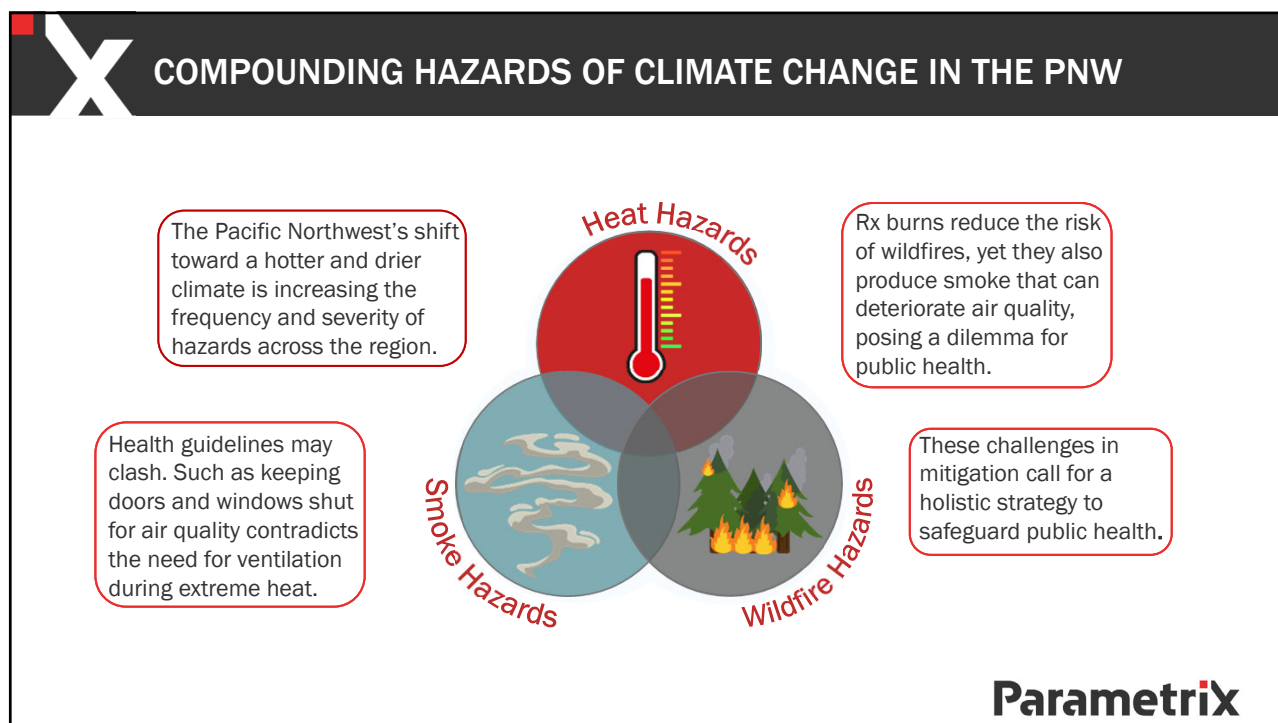 COMPOUNDING HAZARDS OF CLIMATE CHANGE IN THE PNW
The Pacific Northwest's shift
toward a hotter and drier
climate is increasing the
frequency and severity of
hazards across the region.
Heat Hazards
Rx burns reduce the risk
of wildfires, yet they also
produce smoke that can
deteriorate air quality,
posing a dilemma for
public health.
Health guidelines may
clash. Such as keeping
doors and windows shut
for air quality contradicts
the need for ventilation
during extreme heat.
Smoke Hazards
Wildfire Hazards
These challenges in
mitigation call for a
holistic strategy to
safeguard public health.
Parametrix